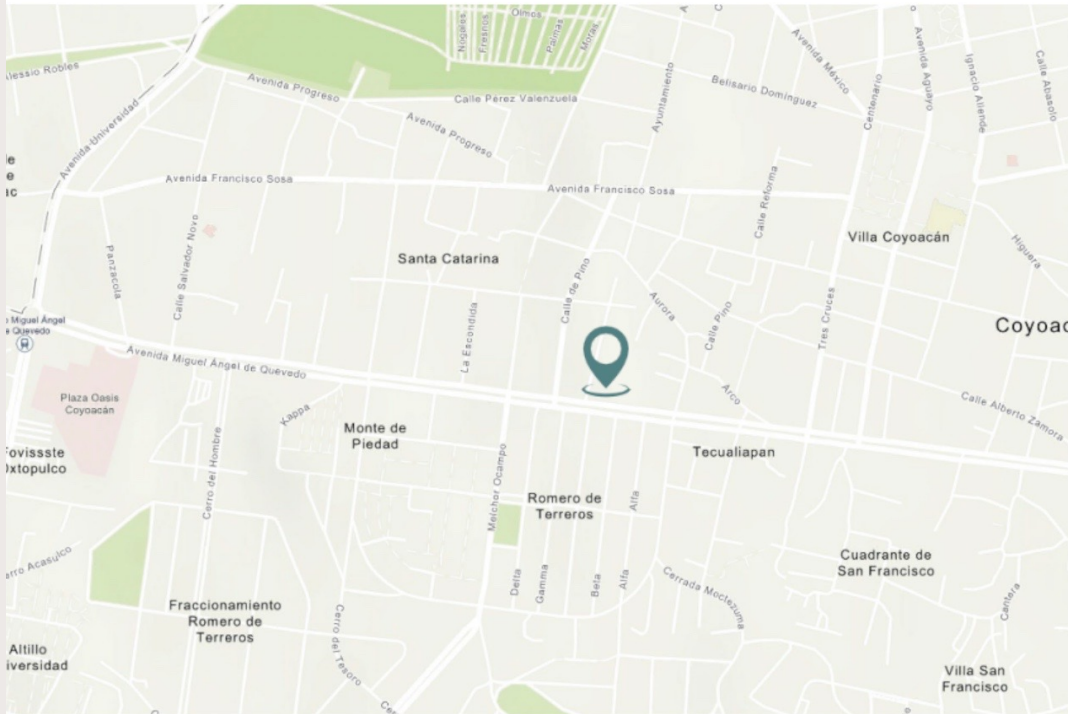 Olmos
Nogales
Fresnos
Palmas
Moras
Alessio Robles
Avenida Progreso
Calle Pérez Valenzuela
Avenida Progreso
Ayuntamiento
Belisario Domínguez
Avenida México
Centenario
Avenida Aguayo
Ignacio Allende
Calle Abasolo
Avenida Universidad
Avenida Francisco Sosa
Avenida Francisco Sosa
Calle Reforma
Villa Coyoacán
Higuera
Panzacola
Calle Salvador Novo
Santa Catarina
Calle de Pino
Aurora
Calle Pino
Tres Cruces
Coyoac
Miguel Ángel
e Quevedo
La Escondida
Avenida Miguel Ángel de Quevedo
Plaza Oasis
Coyoacán
Kappa
Monte de
Piedad
Arco
Calle Alberto Zamora
Fovissste
Oxtopulco
Cerro del Hombre
Melchor Ocampo
Tecualiapan
Romero de
Terreros
Alfa
Cuadrante de
San Francisco
arro Acasulco
Delta
Gamma
Beta
Alfa
Cerrada Moctezuma
Cantara
Fraccionamiento
Romero de
Terreros
Cerro del Tesoro
Altillo
iversidad
Villa San
Francisco